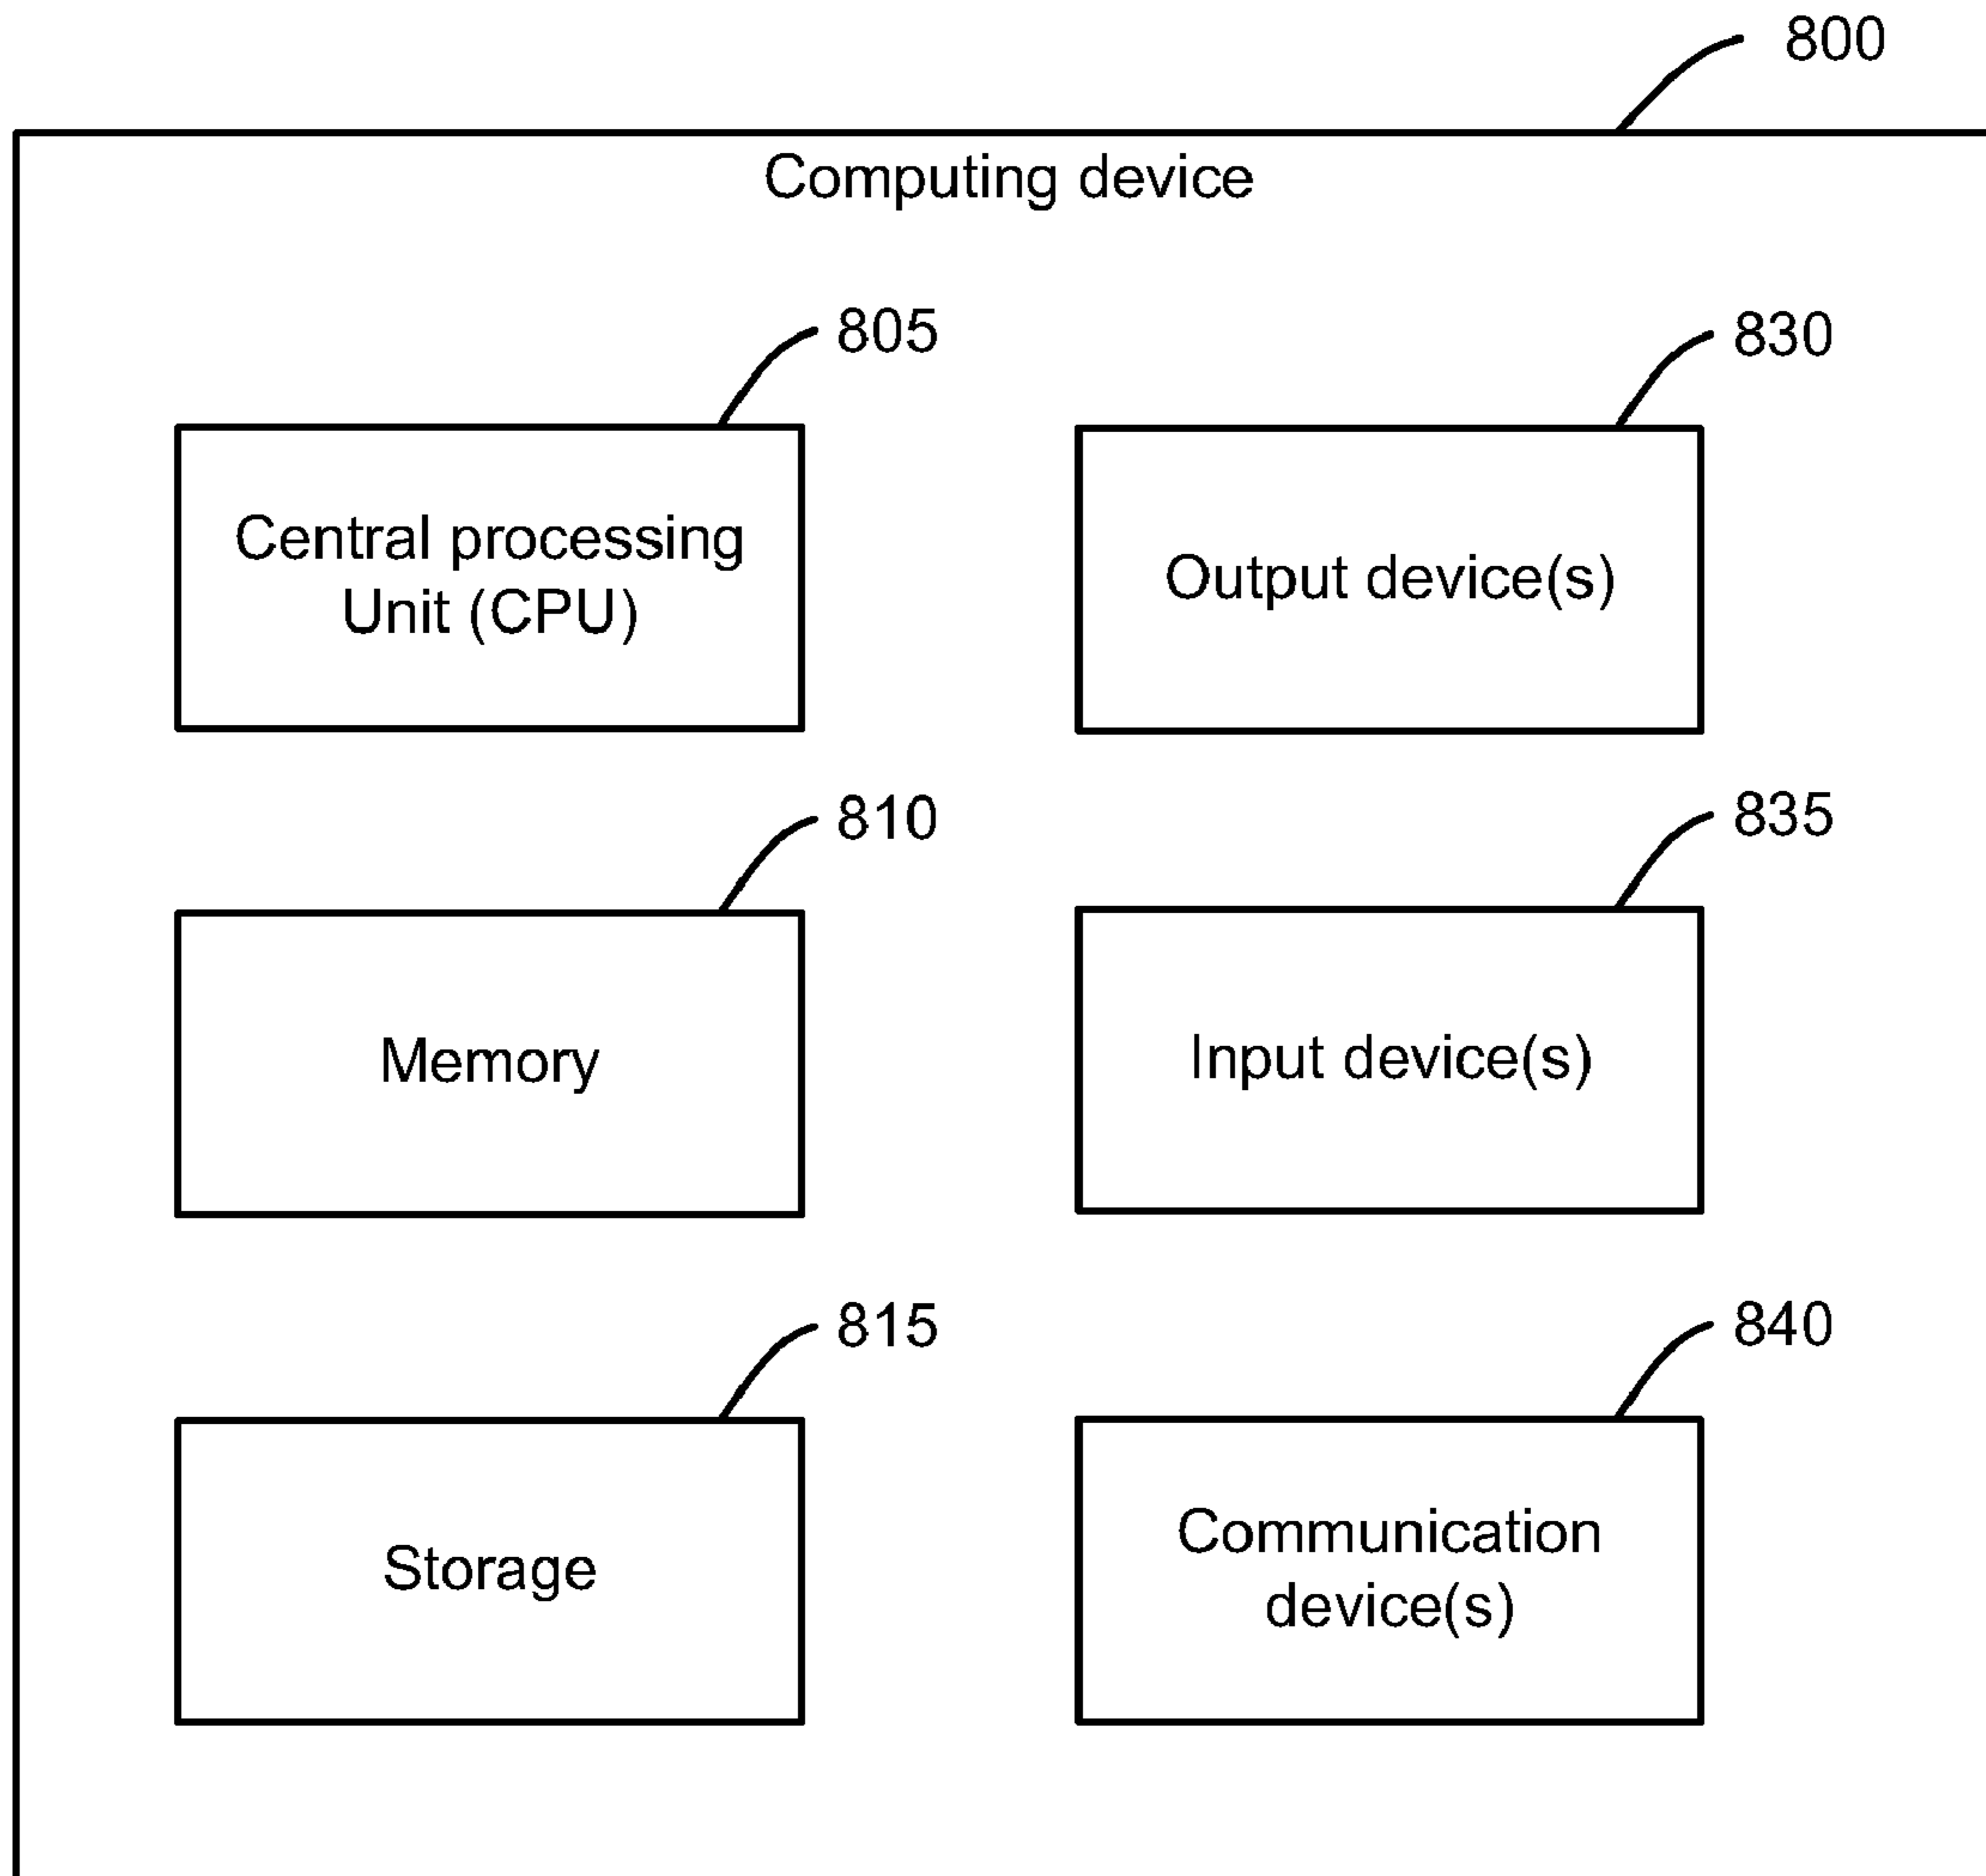 800
Computing device
805
830
Central processing
Unit (CPU)
Output device(s)
810
835
Memory
Input device(s)
815
840
Storage
Communication
device(s)